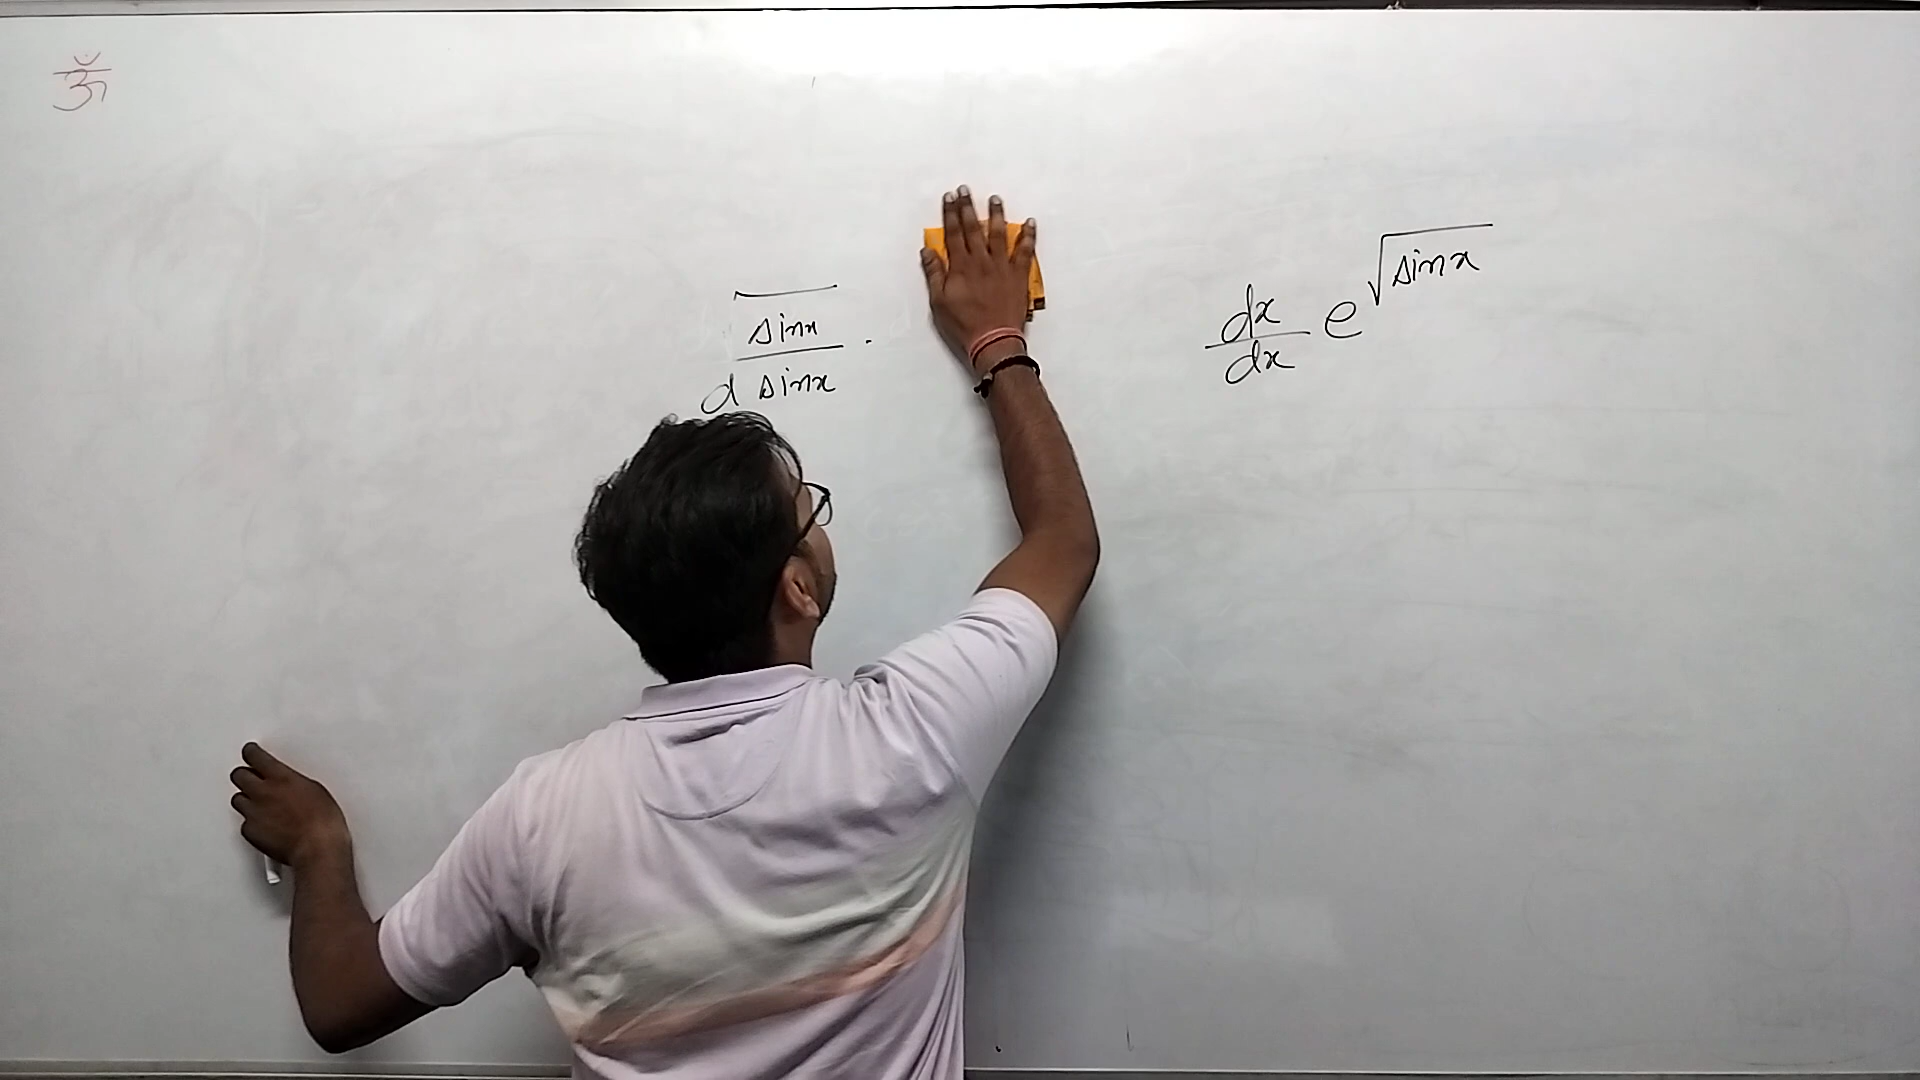 ॐ
√sinx / d sinx .
dx/dx e^√sinx